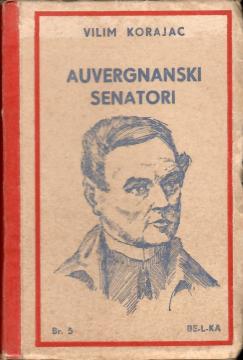 VILIM KORAJAC
AUVERGNANSKI
SENATORI
Br. 5
BE-L-KA